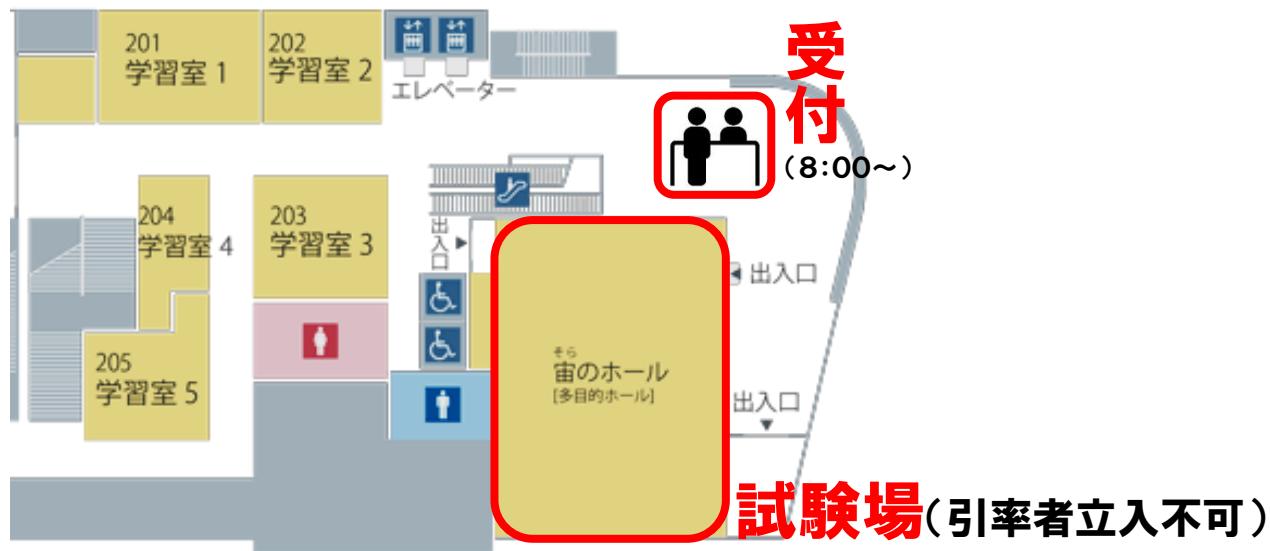 201
学習室 1
202
学習室 2
エレベーター
受付
(8:00~)
204
学習室 4
203
学習室 3
出入口
出入口
205
学習室 5
そら
宙のホール
[多目的ホール]
出入口
試験場(引率者立入不可)